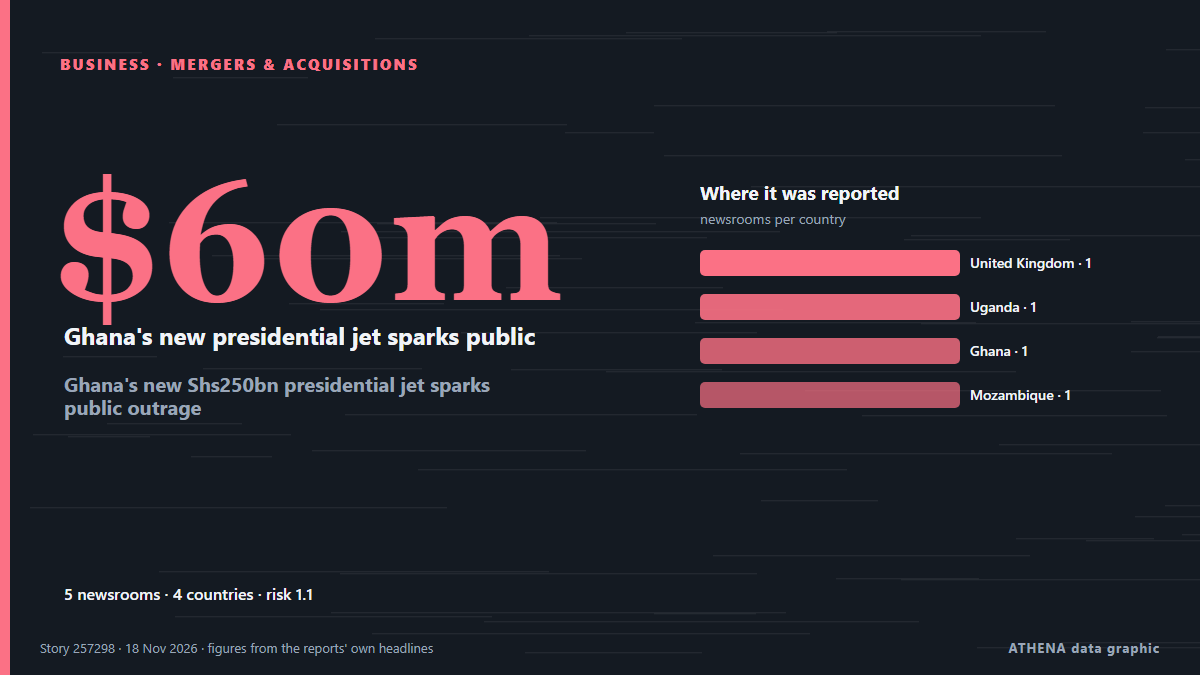 BUSINESS · MERGERS & ACQUISITIONS
$60m
Ghana's new presidential jet sparks public
Ghana's new Shs250bn presidential jet sparks
public outrage
Where it was reported
newsrooms per country
United Kingdom · 1
Uganda · 1
Ghana · 1
Mozambique · 1
5 newsrooms · 4 countries · risk 1.1
Story 257298 · 18 Nov 2026 · figures from the reports' own headlines
ATHENA data graphic